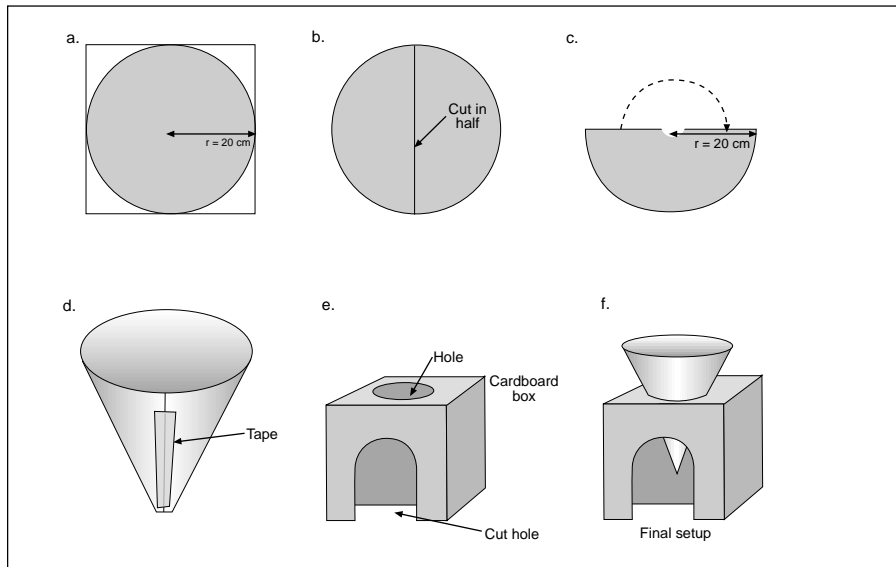 a.
r = 20 cm
b.
Cut in
half
c.
r = 20 cm
d.
Tape
e.
Hole
Cardboard
box
Cut hole
f.
Final setup